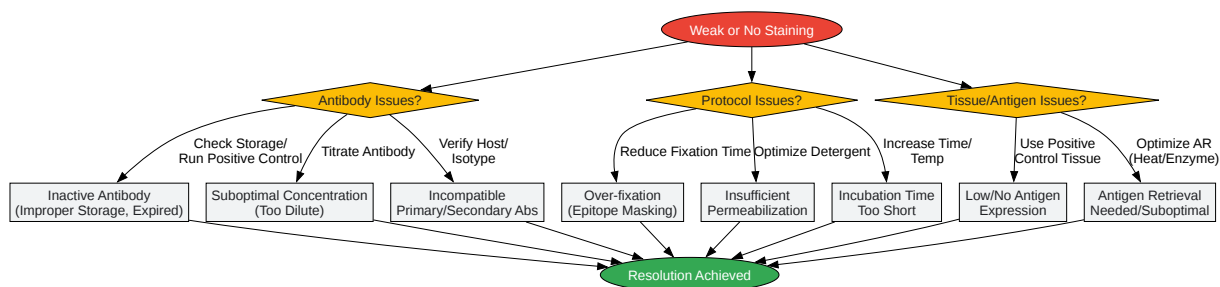 Weak or No Staining
Antibody Issues?
Protocol Issues?
Tissue/Antigen Issues?
Check Storage/
Run Positive Control
Titrate Antibody
Verify Host/
Isotype
Reduce Fixation Time
Optimize Detergent
Increase Time/
Temp
Use Positive
Control Tissue
Optimize AR
(Heat/Enzyme)
Inactive Antibody
(Improper Storage, Expired)
Suboptimal Concentration
(Too Dilute)
Incompatible
Primary/Secondary Abs
Over-fixation
(Epitope Masking)
Insufficient
Permeabilization
Incubation Time
Too Short
Low/No Antigen
Expression
Antigen Retrieval
Needed/Suboptimal
Resolution Achieved